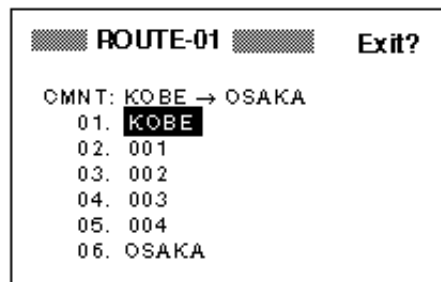 ROUTE-01 Exit?
CMNT: KOBE → OSAKA
01. KOBE
02. 001
03. 002
04. 003
05. 004
06. OSAKA